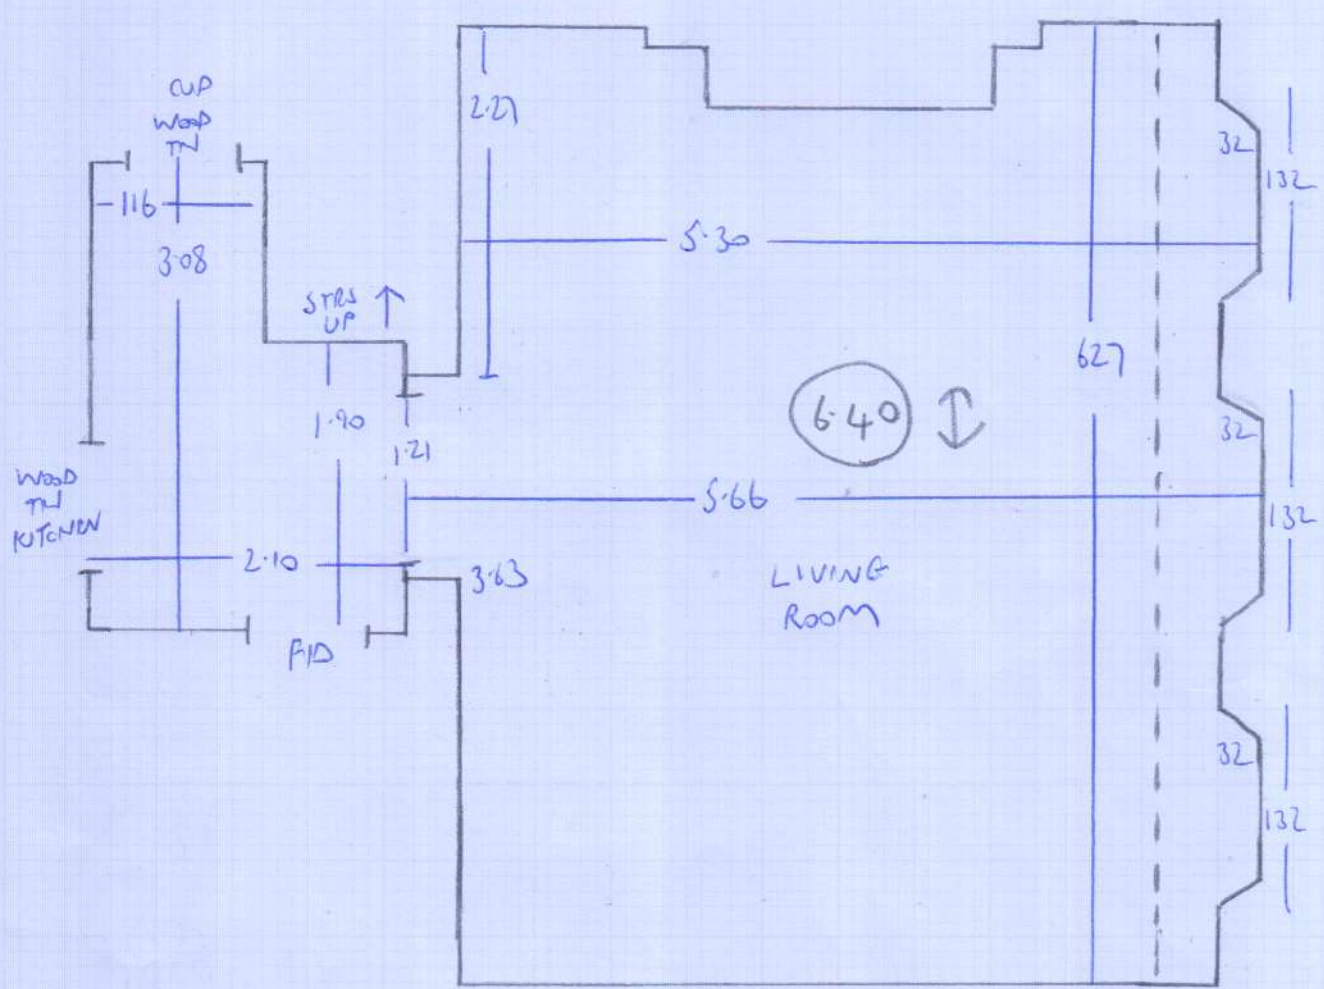 CUP
WOOD
TN
116
3.08
STRS
UP
1.90
1.21
WOOD
TN
KITCHEN
2.10
F/D
2.27
5.30
627
6.40
5.66
3.63
LIVING
ROOM
32
132
32
132
32
132